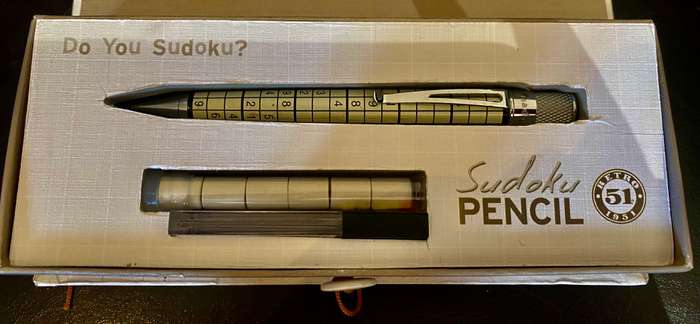 Do You Sudoku?
Sudoku
PENCIL
RETRO
51
1951